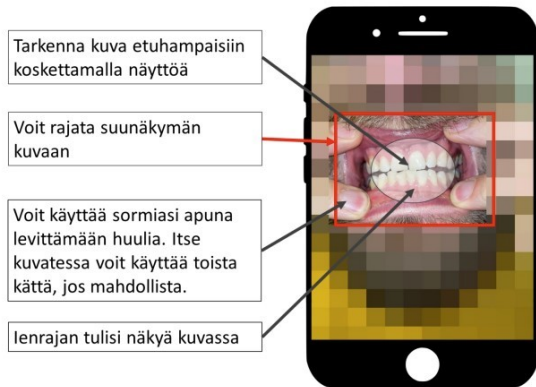 Tarkenna kuva etuhampaisiin
koskettamalla näyttöä
Voit rajata suunäkymän
kuvaan
Voit käyttää sormiasi apuna
levittämään huulia. Itse
kuvatessa voit käyttää toista
kättä, jos mahdollista.
Ienrajan tulisi näkyä kuvassa